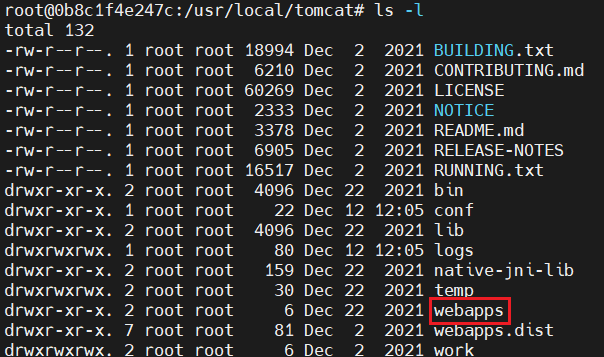 root@0b8c1f4e247c:/usr/local/tomcat# ls -l
total 132
-rw-r--r--. 1 root root 18994 Dec  2  2021 BUILDING.txt
-rw-r--r--. 1 root root  6210 Dec  2  2021 CONTRIBUTING.md
-rw-r--r--. 1 root root 60269 Dec  2  2021 LICENSE
-rw-r--r--. 1 root root  2333 Dec  2  2021 NOTICE
-rw-r--r--. 1 root root  3378 Dec  2  2021 README.md
-rw-r--r--. 1 root root  6905 Dec  2  2021 RELEASE-NOTES
-rw-r--r--. 1 root root 16517 Dec  2  2021 RUNNING.txt
drwxr-xr-x. 2 root root  4096 Dec 22  2021 bin
drwxr-xr-x. 1 root root    22 Dec 12 12:05 conf
drwxr-xr-x. 2 root root  4096 Dec 22  2021 lib
drwxrwxrwx. 1 root root    80 Dec 12 12:05 logs
drwxr-xr-x. 2 root root   159 Dec 22  2021 native-jni-lib
drwxrwxrwx. 2 root root    30 Dec 22  2021 temp
drwxr-xr-x. 2 root root     6 Dec 22  2021 webapps
drwxr-xr-x. 7 root root    81 Dec  2  2021 webapps.dist
drwxrwxrwx. 2 root root     6 Dec  2  2021 work